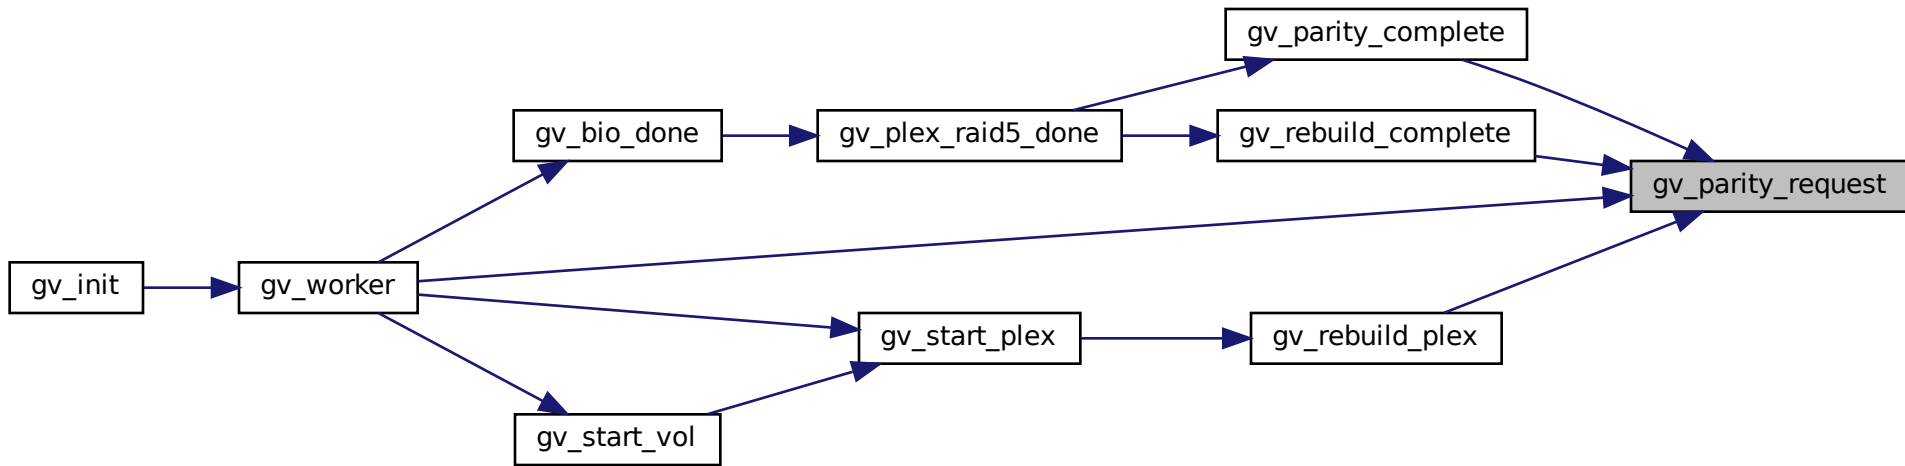 gv_parity_complete
gv_bio_done
gv_plex_raid5_done
gv_rebuild_complete
gv_parity_request
gv_init
gv_worker
gv_start_plex
gv_rebuild_plex
gv_start_vol